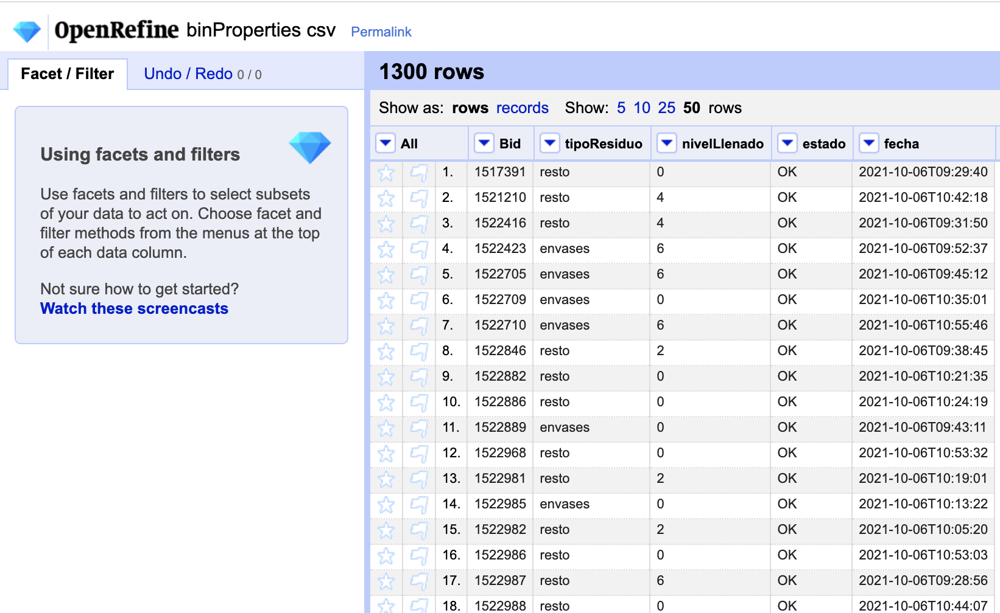 OpenRefine binProperties csv Permalink
Facet / Filter Undo / Redo 0 / 0
Using facets and filters
Use facets and filters to select subsets
of your data to act on. Choose facet and
filter methods from the menus at the top
of each data column.
Not sure how to get started?
Watch these screencasts
1300 rows
Show as: rows records Show: 5 10 25 50 rows
All Bid tipoResiduo nivelLlenado estado fecha
1. 1517391 resto 0 OK 2021-10-06T09:29:40
2. 1521210 resto 4 OK 2021-10-06T10:42:18
3. 1522416 resto 4 OK 2021-10-06T09:31:50
4. 1522423 envases 6 OK 2021-10-06T09:52:37
5. 1522705 envases 6 OK 2021-10-06T09:45:12
6. 1522709 envases 0 OK 2021-10-06T10:35:01
7. 1522710 envases 6 OK 2021-10-06T10:55:46
8. 1522846 resto 2 OK 2021-10-06T09:38:45
9. 1522882 resto 0 OK 2021-10-06T10:21:35
10. 1522886 resto 0 OK 2021-10-06T10:24:19
11. 1522889 envases 0 OK 2021-10-06T09:43:11
12. 1522968 resto 0 OK 2021-10-06T10:53:32
13. 1522981 resto 2 OK 2021-10-06T10:19:01
14. 1522985 envases 0 OK 2021-10-06T10:13:22
15. 1522982 resto 2 OK 2021-10-06T10:05:20
16. 1522986 resto 0 OK 2021-10-06T10:53:03
17. 1522987 resto 6 OK 2021-10-06T09:28:56
18. 1522988 resto 0 OK 2021-10-06T10:44:07